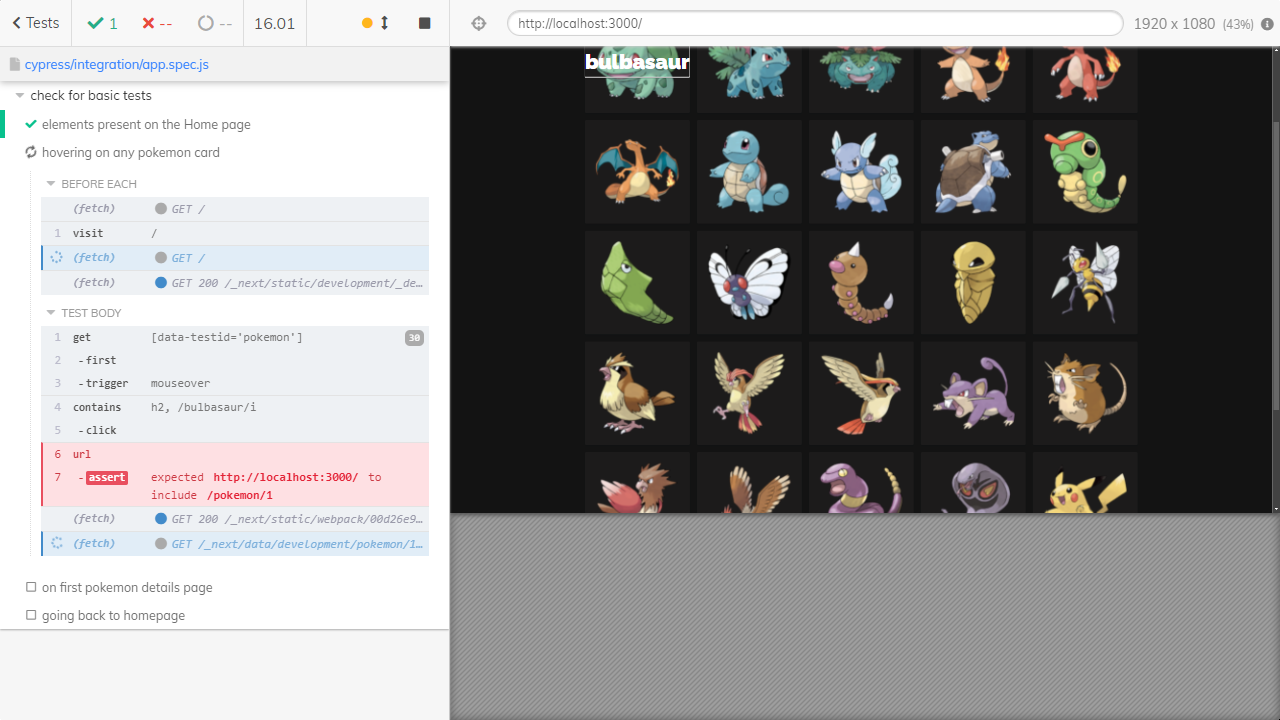 Tests 1 -- -- 16.01 http://localhost:3000/ 1920 x 1080 (43%)
cypress/integration/app.spec.js
check for basic tests
elements present on the Home page
hovering on any pokemon card
BEFORE EACH
(fetch) GET /
1 visit /
(fetch) GET /
(fetch) GET 200 /_next/static/development/_de...
TEST BODY
1 get [data-testid='pokemon'] 30
2 -first
3 -trigger mouseover
4 contains h2, /bulbasaur/i
5 -click
6 url
7 -assert expected http://localhost:3000/ to
include /pokemon/1
(fetch) GET 200 /_next/static/webpack/00d26e9...
(fetch) GET /_next/data/development/pokemon/1...
on first pokemon details page
going back to homepage
bulbasaur